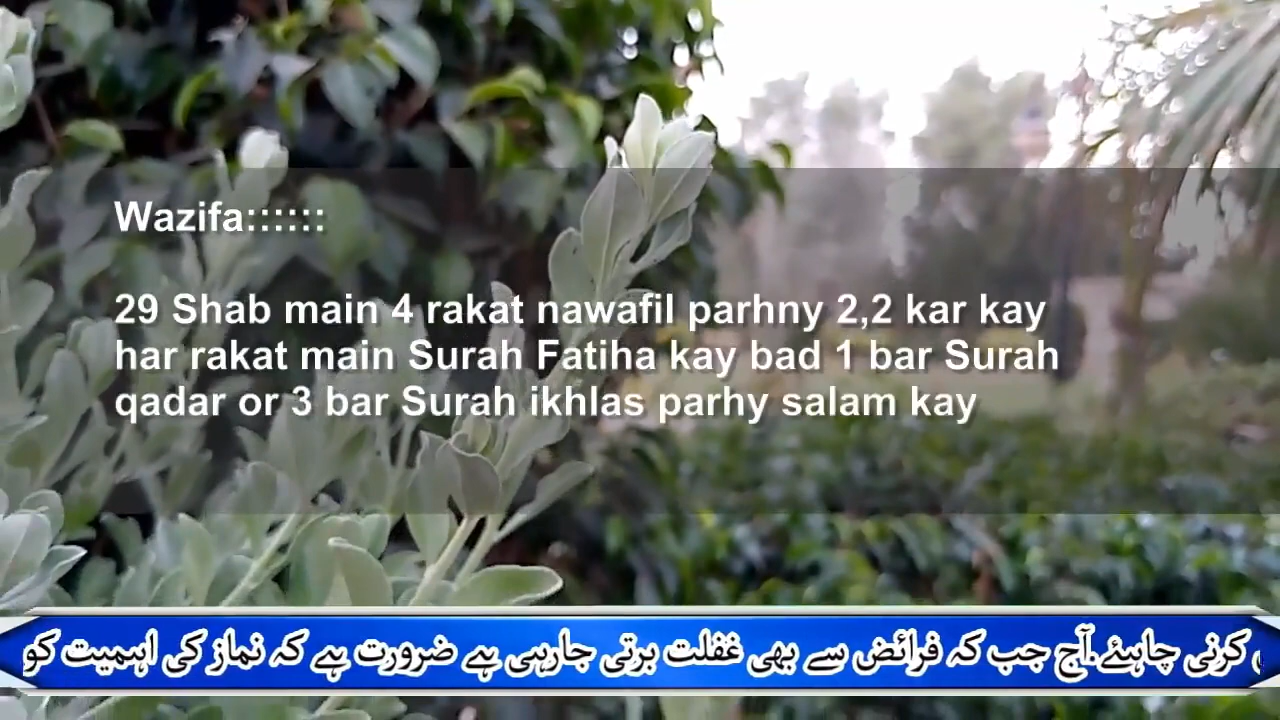 Wazifa::::::
29 Shab main 4 rakat nawafil parhny 2,2 kar kay
har rakat main Surah Fatiha kay bad 1 bar Surah
qadar or 3 bar Surah ikhlas parhy salam kay
کرنی چاہیئے۔آج جب کہ فرائض سے بھی غفلت برتی جارہی ہے ضرورت ہے کہ نماز کی اہمیت کو